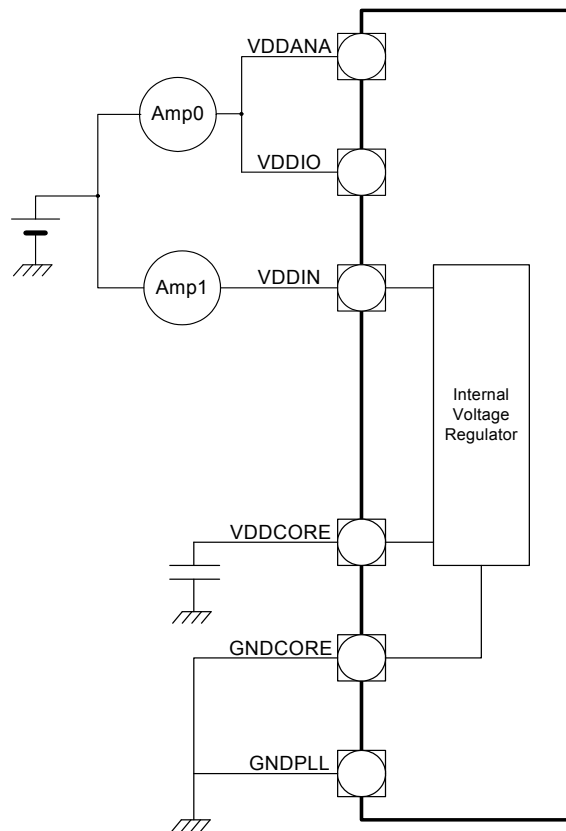 VDDANA
Amp0
VDDIO
Amp1
VDDIN
Internal
Voltage
Regulator
VDDCORE
GNDCORE
GNDPLL